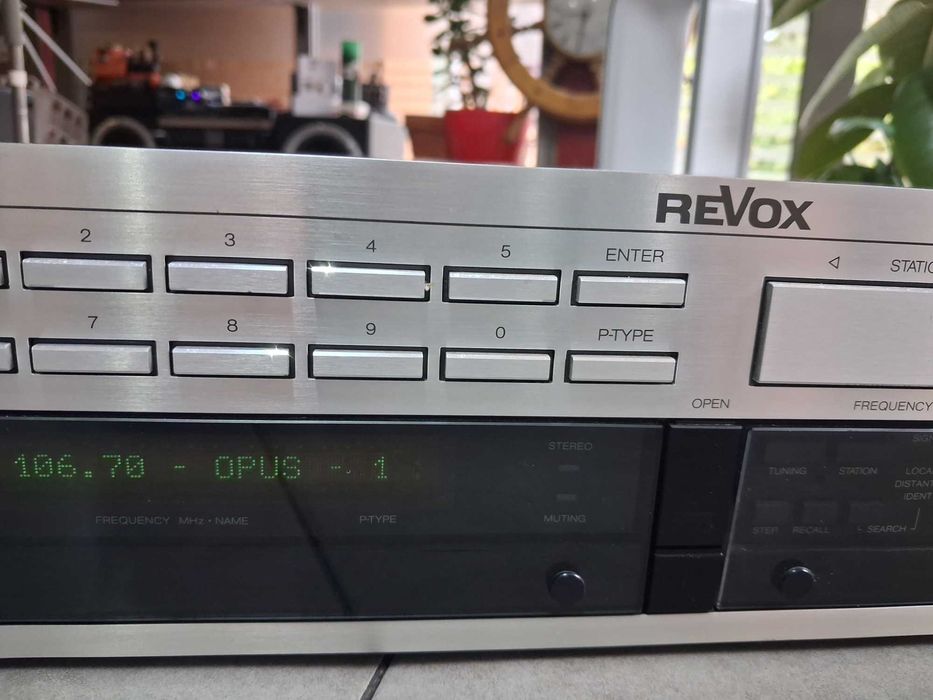 REVOX
2 3 4 5 ENTER
◁ STATIO
7 8 9 0 P-TYPE
OPEN FREQUENCY
STEREO
106.70 - OPUS - 1
TUNING STATION LOCA
DISTANT
IDENT
FREQUENCY MHz · NAME P-TYPE MUTING
STEP RECALL SEARCH